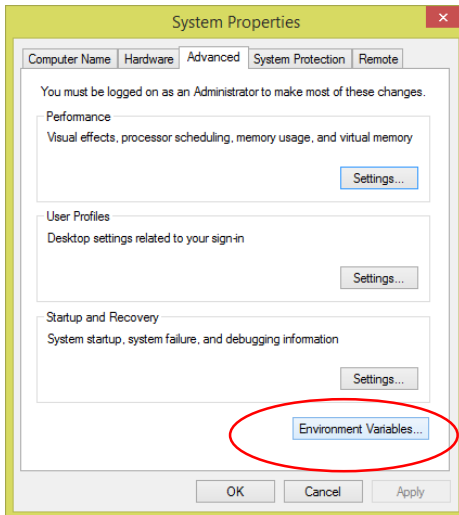 System Properties
Computer Name Hardware Advanced System Protection Remote
You must be logged on as an Administrator to make most of these changes.
Performance
Visual effects, processor scheduling, memory usage, and virtual memory
Settings...
User Profiles
Desktop settings related to your sign-in
Settings...
Startup and Recovery
System startup, system failure, and debugging information
Settings...
Environment Variables...
OK Cancel Apply